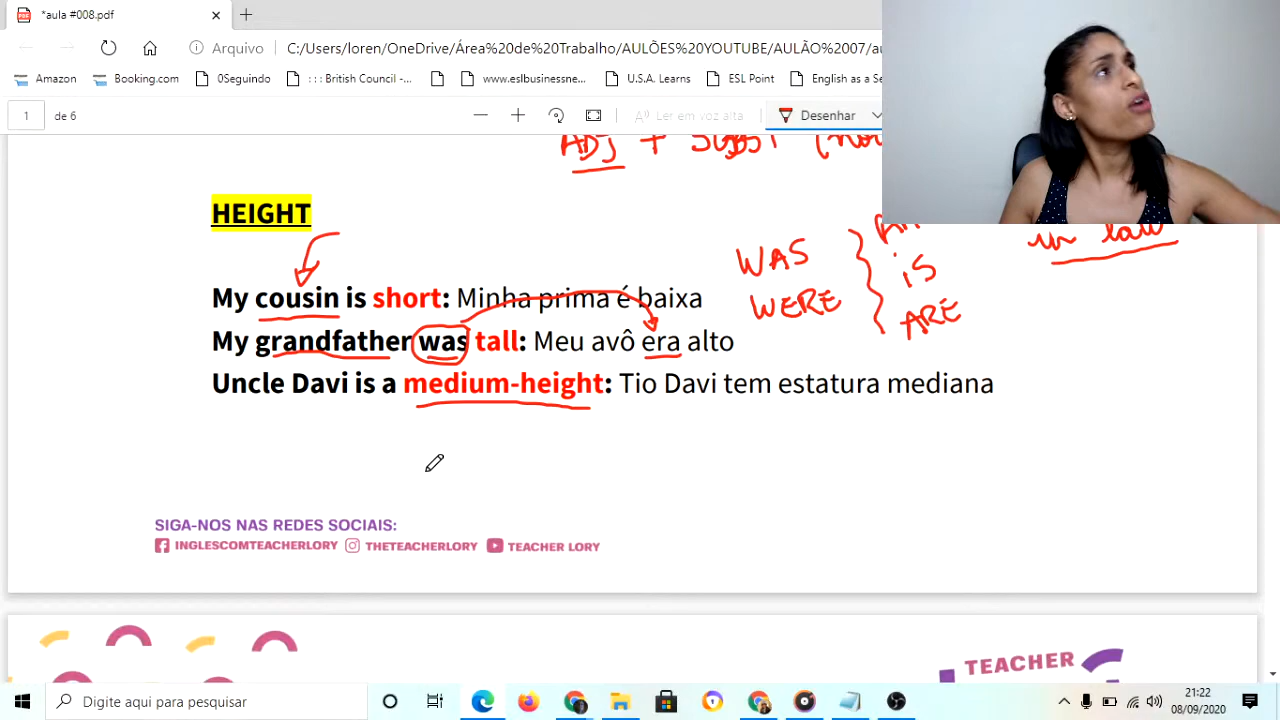 *aula #008.pdf
Arquivo
C:/Users/loren/OneDrive/Área%20de%20Trabalho/AULÕES%20YOUTUBE/AULÃO%2007/au
Amazon
Booking.com
0Seguindo
: : : British Council -...
www.eslbusinessne...
U.S.A. Learns
ESL Point
English as a Se
1 de 6
Ler em voz alta
Desenhar
ADJ + SUBST
HEIGHT
in law
WAS
WERE
IS
ARE
My cousin is short: Minha prima é baixa
My grandfather was tall: Meu avô era alto
Uncle Davi is a medium-height: Tio Davi tem estatura mediana
SIGA-NOS NAS REDES SOCIAIS:
INGLESCOMTEACHERLORY THETEACHERLORY TEACHER LORY
TEACHER
Digite aqui para pesquisar
21:22
08/09/2020